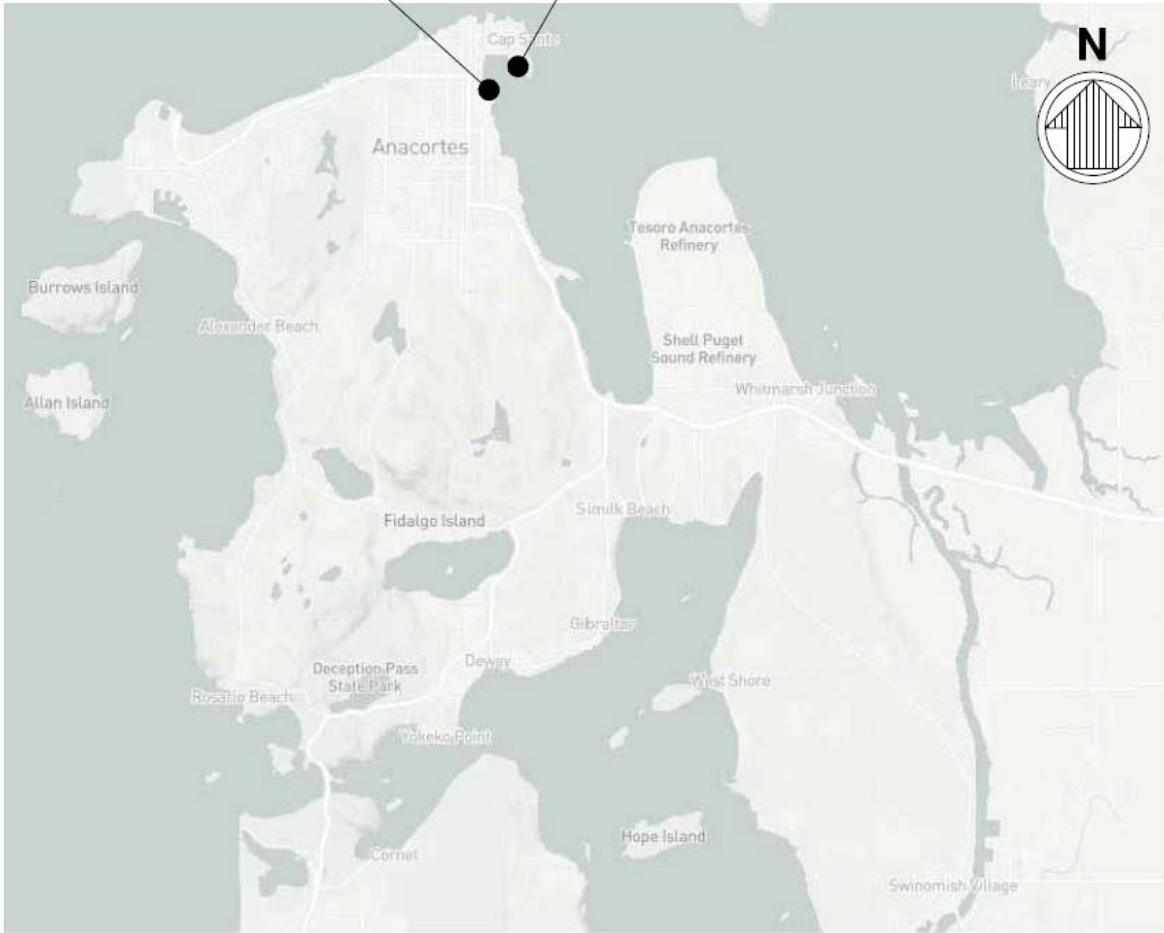 Cap Sante
N
Leary
Anacortes
Tesoro Anacortes
Refinery
Burrows Island
Alexander Beach
Shell Puget
Sound Refinery
Whitmarsh Junction
Allan Island
Similk Beach
Fidalgo Island
Gibraltar
Dewey
Deception Pass
State Park
West Shore
Rosario Beach
Yokeko Point
Hope Island
Cornet
Swinomish Village